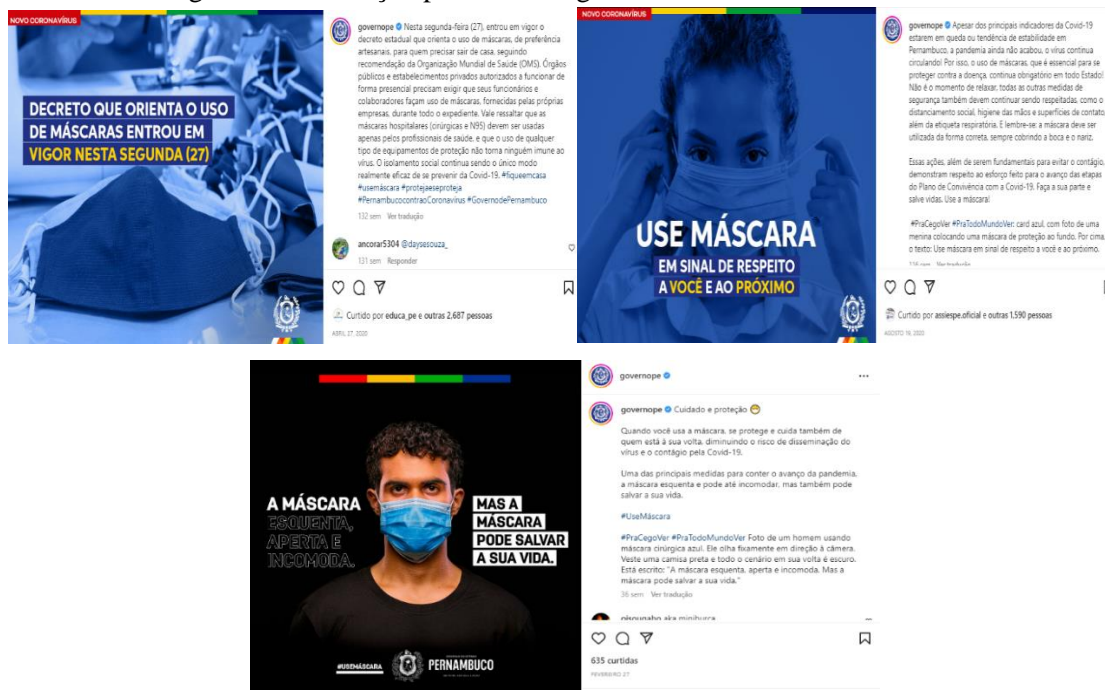 NOVO CORONAVÍRUS
DECRETO QUE ORIENTA O USO
DE MÁSCARAS ENTROU EM
VIGOR NESTA SEGUNDA (27)
governope Nesta segunda-feira (27), entrou em vigor o
decreto estadual que orienta o uso de máscaras, de preferência
artesanais, para quem precisar sair de casa, seguindo
recomendação da Organização Mundial de Saúde (OMS). Órgãos
públicos e estabelecimentos privados autorizados a funcionar de
forma presencial precisam exigir que seus funcionários e
colaboradores façam uso de máscaras, fornecidas pelas próprias
empresas, durante todo o expediente. Vale ressaltar que as
máscaras hospitalares (cirúrgicas e N95) devem ser usadas
apenas pelos profissionais de saúde, e que o uso de qualquer
tipo de equipamentos de proteção não torna ninguém imune ao
vírus. O isolamento social continua sendo o único modo
realmente eficaz de se prevenir da Covid-19. #fiqueemcasa
#usemáscara #protejaeseproteja
#PernambucocontraoCoronavírus #GovernodePernambuco
132 sem Ver tradução
ancorar5304 @daysesouza_
131 sem Responder
Curtido por educa_pe e outras 2.687 pessoas
ABRIL 27, 2020
NOVO CORONAVÍRUS
USE MÁSCARA
EM SINAL DE RESPEITO
A VOCÊ E AO PRÓXIMO
governope Apesar dos principais indicadores da Covid-19
estarem em queda ou tendência de estabilidade em
Pernambuco, a pandemia ainda não acabou, o vírus continua
circulando! Por isso, o uso de máscaras, que é essencial para se
proteger contra a doença, continua obrigatório em todo Estado!
Não é o momento de relaxar, todas as outras medidas de
segurança também devem continuar sendo respeitadas, como o
distanciamento social, higiene das mãos e superfícies de contato,
além da etiqueta respiratória. E lembre-se: a máscara deve ser
utilizada da forma correta, sempre cobrindo a boca e o nariz.
Essas ações, além de serem fundamentais para evitar o contágio,
demonstram respeito ao esforço feito para o avanço das etapas
do Plano de Convivência com a Covid-19. Faça a sua parte e
salve vidas. Use a máscara!
#PraCegoVer #PraTodoMundoVer: card azul, com foto de uma
menina colocando uma máscara de proteção ao fundo. Por cima,
o texto: Use máscara em sinal de respeito a você e ao próximo.
Curtido por assiespe.oficial e outras 1.590 pessoas
AGOSTO 19, 2020
A MÁSCARA
ESQUENTA,
APERTA E
INCOMODA.
MAS A
MÁSCARA
PODE SALVAR
A SUA VIDA.
#USEMÁSCARA
PERNAMBUCO
governope
governope Cuidado e proteção 😷
Quando você usa a máscara, se protege e cuida também de
quem está à sua volta, diminuindo o risco de disseminação do
vírus e o contágio pela Covid-19.
Uma das principais medidas para conter o avanço da pandemia,
a máscara esquenta e pode até incomodar, mas também pode
salvar a sua vida.
#UseMáscara
#PraCegoVer #PraTodoMundoVer Foto de um homem usando
máscara cirúrgica azul. Ele olha fixamente em direção à câmera.
Veste uma camisa preta e todo o cenário em sua volta é escuro.
Está escrito: "A máscara esquenta, aperta e incomoda. Mas a
máscara pode salvar a sua vida."
36 sem Ver tradução
635 curtidas
FEVEREIRO 27